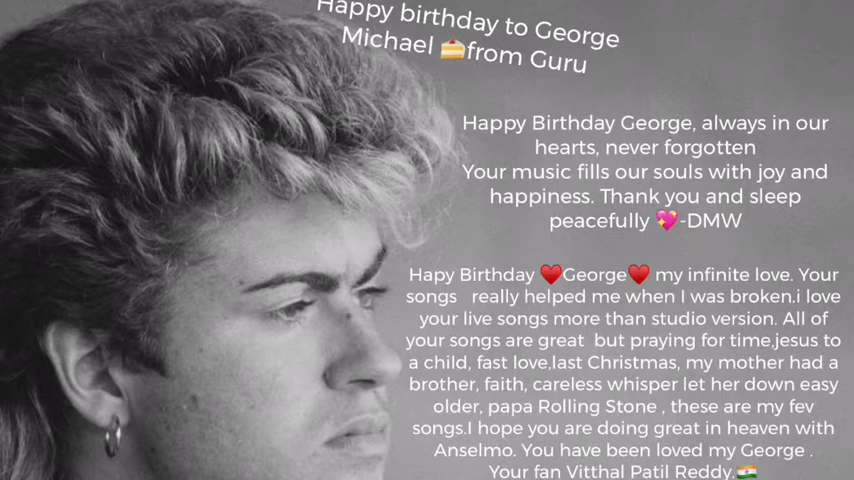 Happy birthday to George
Michael 🍰from Guru
Happy Birthday George, always in our
hearts, never forgotten
Your music fills our souls with joy and
happiness. Thank you and sleep
peacefully 💖-DMW
Hapy Birthday ♥️George♥️ my infinite love. Your
songs   really helped me when I was broken.i love
your live songs more than studio version. All of
your songs are great  but praying for time,jesus to
a child, fast love,last Christmas, my mother had a
brother, faith, careless whisper let her down easy
older, papa Rolling Stone , these are my fev
songs.I hope you are doing great in heaven with
Anselmo. You have been loved my George .
Your fan Vitthal Patil Reddy.🇮🇳